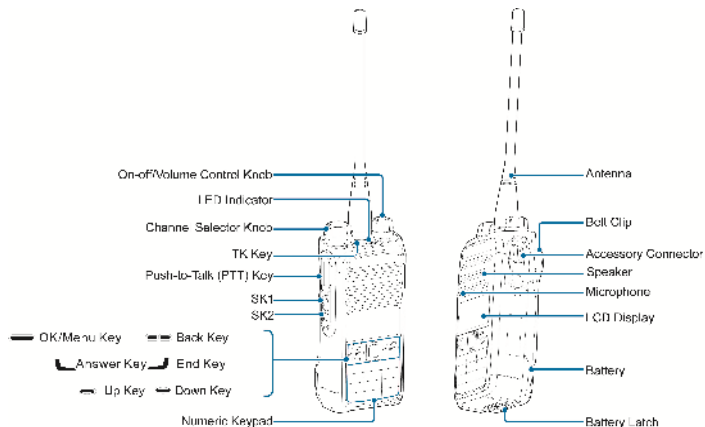 On-off/Volume Control Knob
LED Indicator
Channel Selector Knob
TK Key
Push-to-Talk (PTT) Key
SK1
SK2
OK/Menu Key Back Key
Answer Key End Key
Up Key Down Key
Numeric Keypad
Antenna
Belt Clip
Accessory Connector
Speaker
Microphone
LCD Display
Battery
Battery Latch